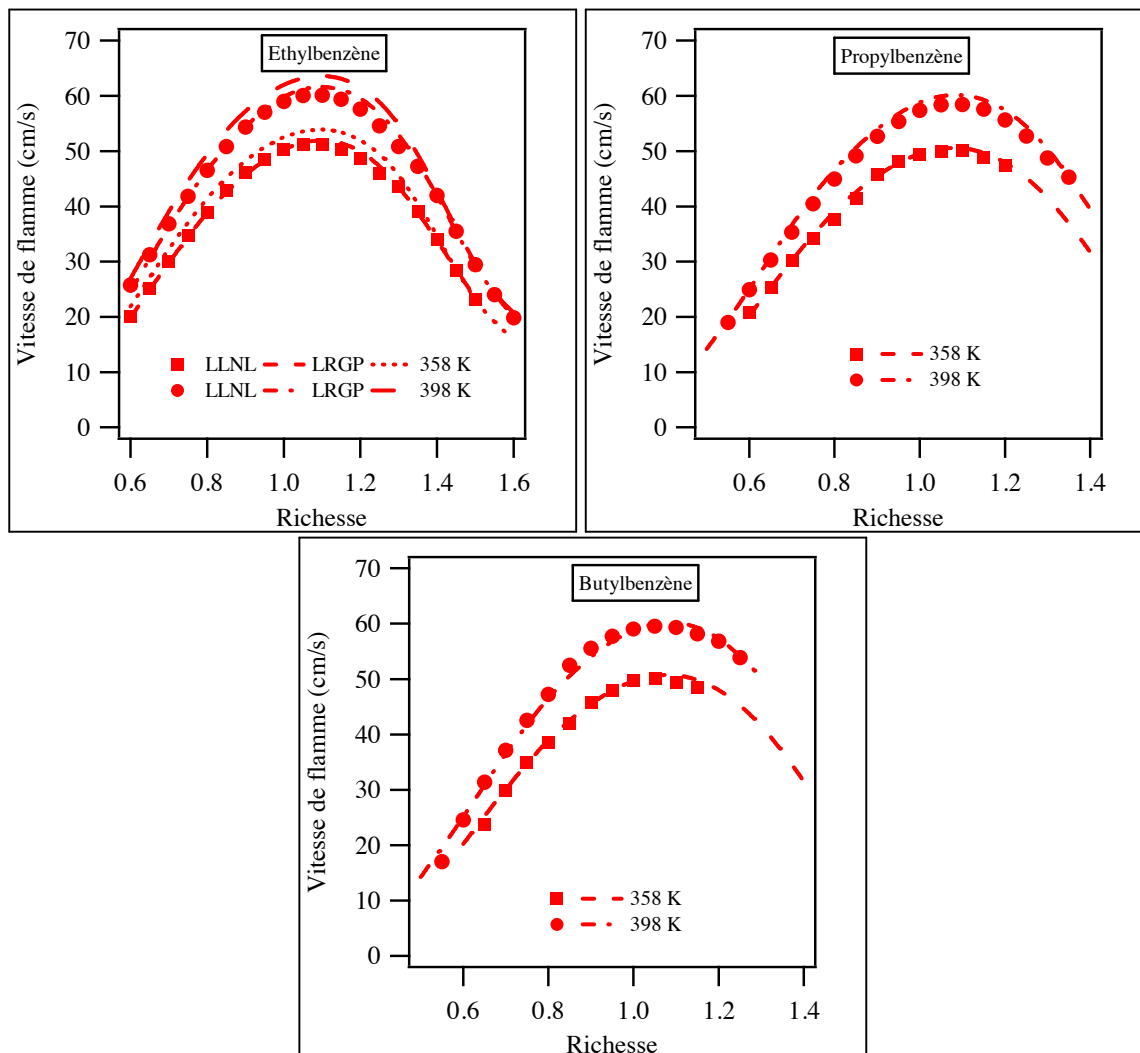 Ethylbenzène
Vitesse de flamme (cm/s)
70
60
50
40
30
20
10
0
LLNL LRGP 358 K
LLNL LRGP 398 K
0.6 0.8 1.0 1.2 1.4 1.6
Richesse
Propylbenzène
Vitesse de flamme (cm/s)
70
60
50
40
30
20
10
0
358 K
398 K
0.6 0.8 1.0 1.2 1.4
Richesse
Butylbenzène
Vitesse de flamme (cm/s)
70
60
50
40
30
20
10
0
358 K
398 K
0.6 0.8 1.0 1.2 1.4
Richesse